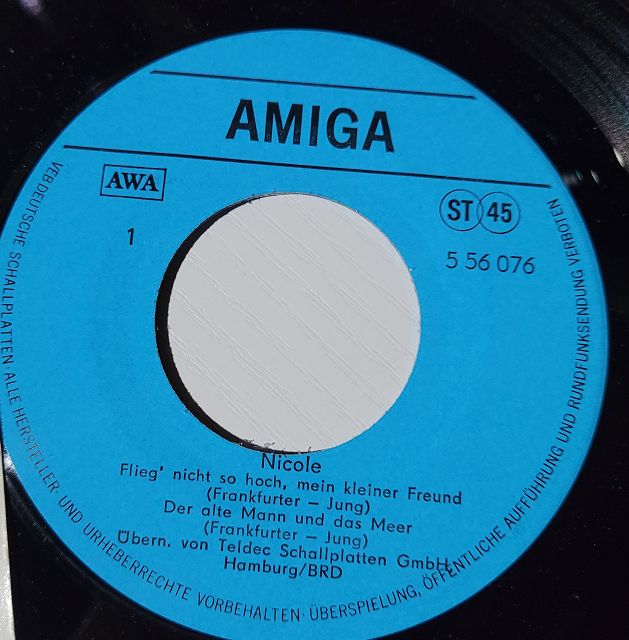 AMIGA
AWA
ST 45
1
5 56 076
Nicole
Flieg' nicht so hoch, mein kleiner Freund
(Frankfurter – Jung)
Der alte Mann und das Meer
(Frankfurter – Jung)
Übern. von Teldec Schallplatten GmbH,
Hamburg/BRD
VEB DEUTSCHE SCHALLPLATTEN · ALLE HERSTELLER- UND URHEBERRECHTE VORBEHALTEN · ÜBERSPIELUNG, ÖFFENTLICHE AUFFÜHRUNG UND RUNDFUNKSENDUNG VERBOTEN